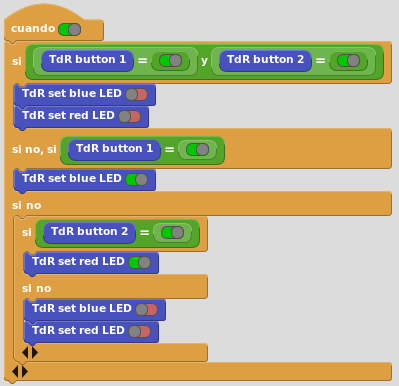 cuando
si TdR button 1 = y TdR button 2 =
TdR set blue LED
TdR set red LED
si no, si TdR button 1 =
TdR set blue LED
si no
si TdR button 2 =
TdR set red LED
si no
TdR set blue LED
TdR set red LED